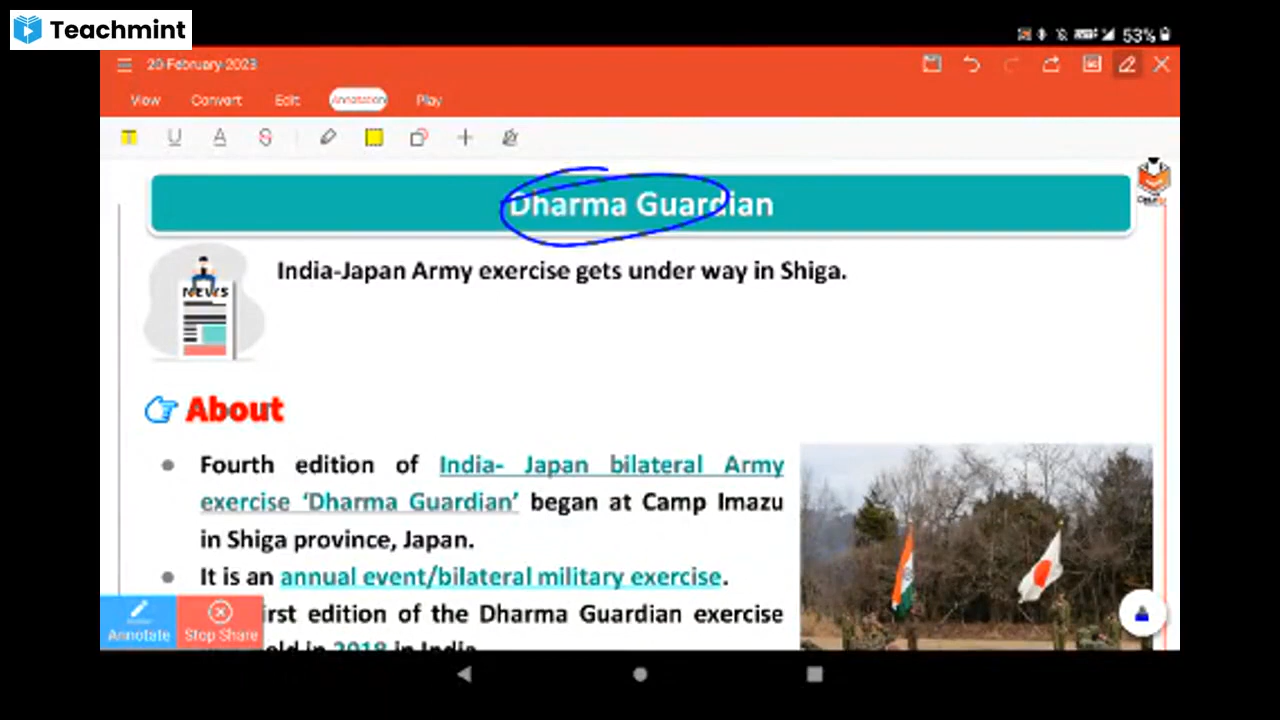 Teachmint
53%
20 February 2023
View Convert Edit Annotation Play
T U A S
Dharma Guardian
India-Japan Army exercise gets under way in Shiga.
NEWS
About
Fourth edition of India- Japan bilateral Army
exercise ‘Dharma Guardian’ began at Camp Imazu
in Shiga province, Japan.
It is an annual event/bilateral military exercise.
irst edition of the Dharma Guardian exercise
Annotate Stop Share
old in 2018 in India